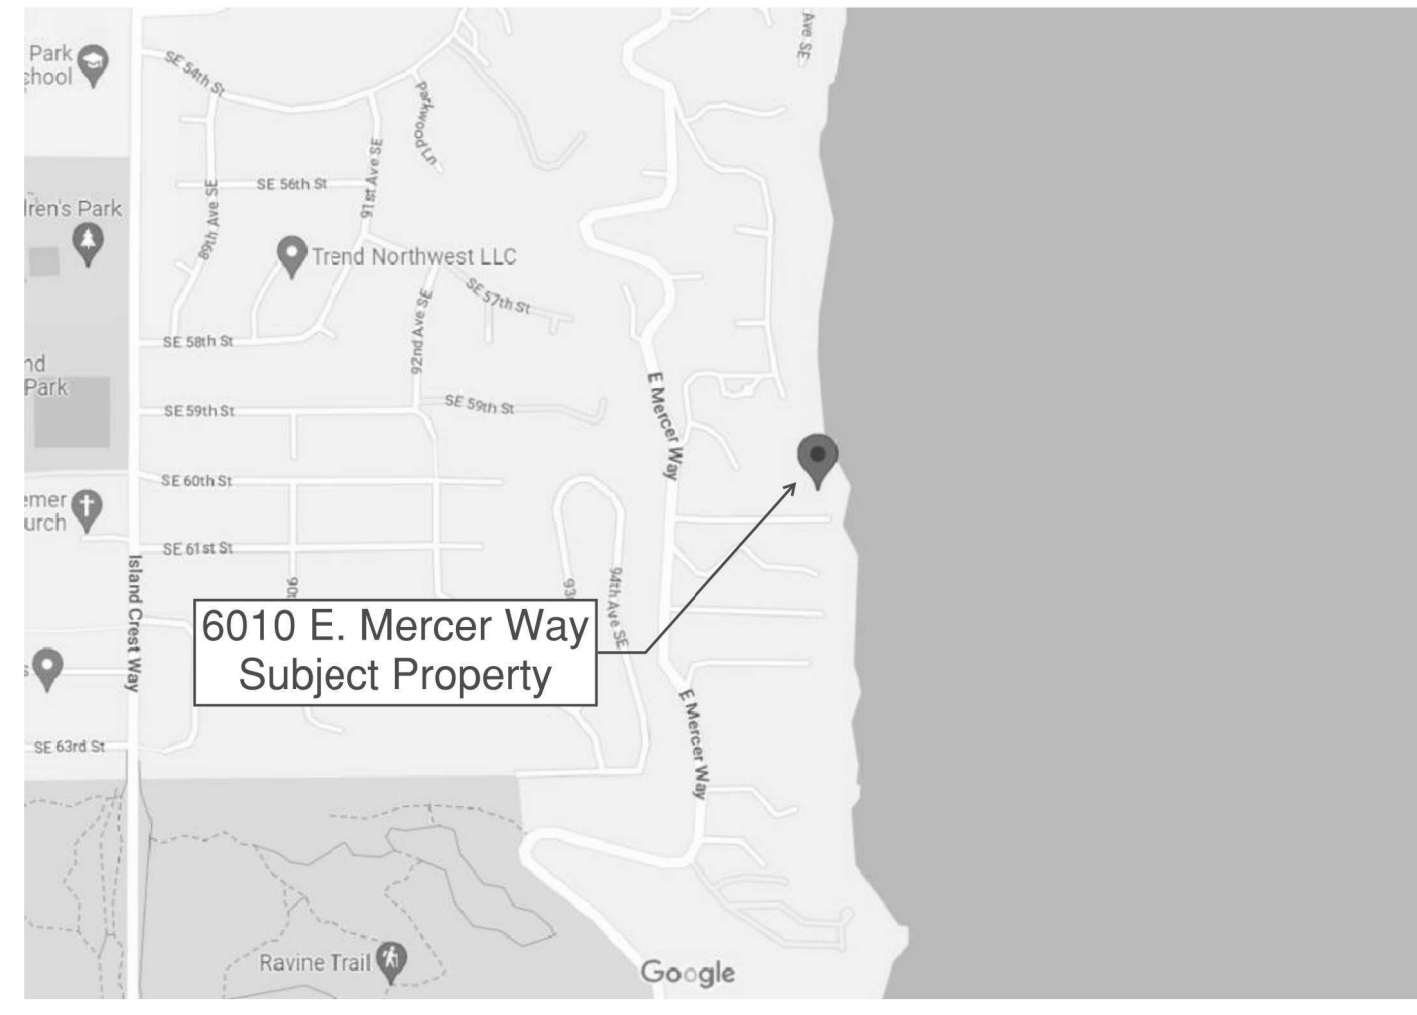 Park
chool
SE 54th St
Parkwood Ln
Ave SE
SE 56th St
91st Ave SE
89th Ave SE
dren's Park
Trend Northwest LLC
SE 57th St
92nd Ave SE
SE 58th St
nd
Park
E Mercer Way
SE 59th St
SE 59th St
SE 60th St
emer
urch
SE 61st St
Island Crest Way
94th Ave SE
6010 E. Mercer Way
Subject Property
E Mercer Way
SE 63rd St
Ravine Trail
Google